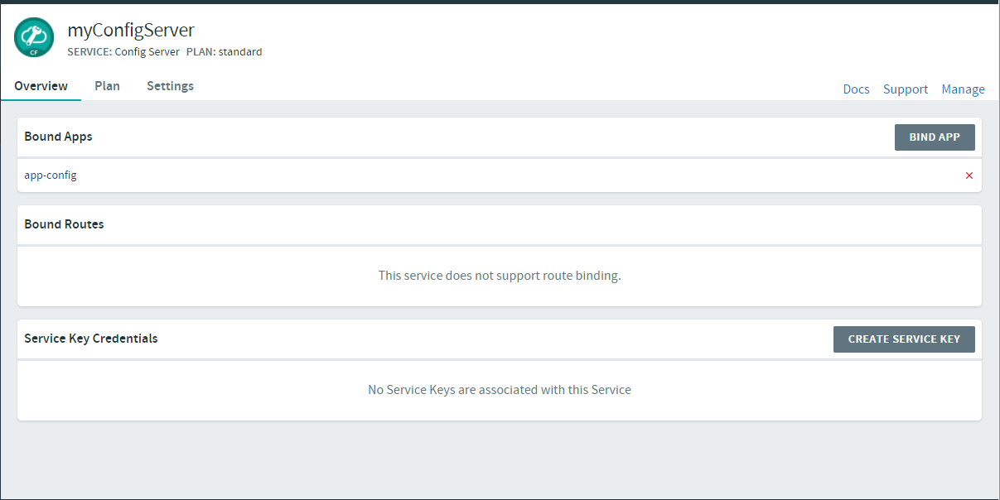 myConfigServer
CF
SERVICE: Config Server PLAN: standard
Overview Plan Settings Docs Support Manage
Bound Apps BIND APP
app-config ×
Bound Routes
This service does not support route binding.
Service Key Credentials CREATE SERVICE KEY
No Service Keys are associated with this Service